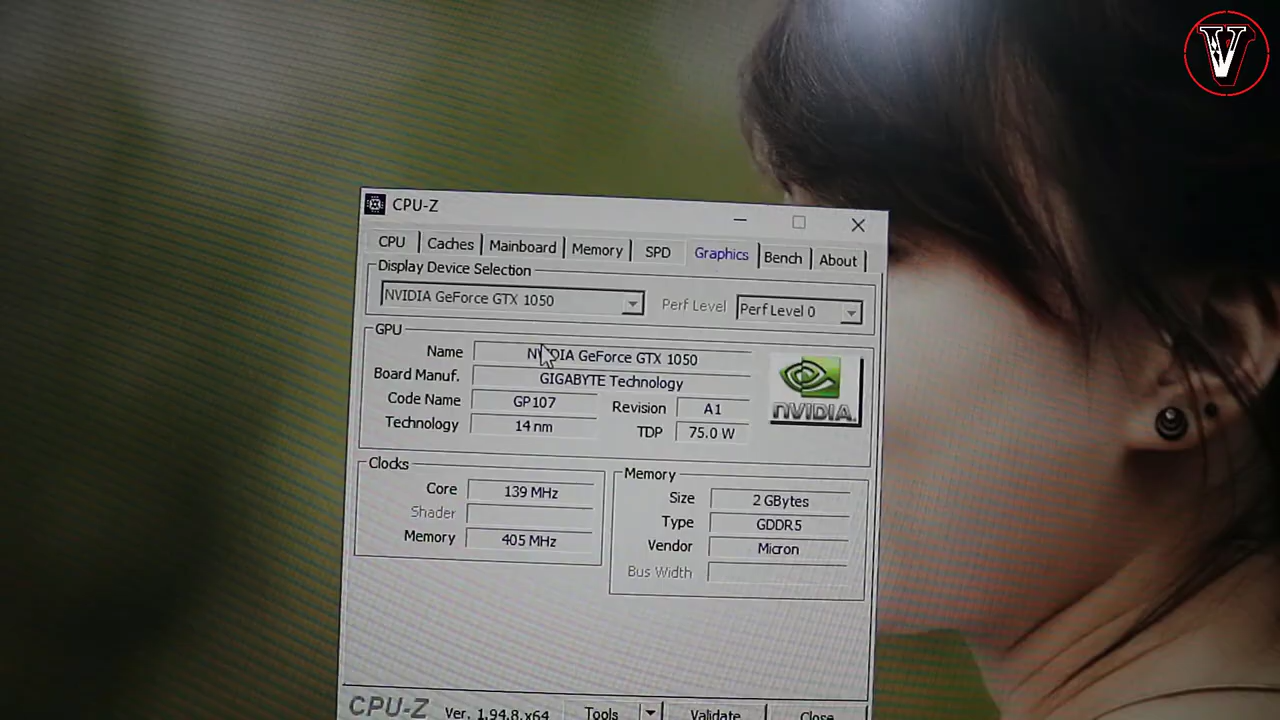 V
CPU-Z
CPU Caches Mainboard Memory SPD Graphics Bench About
Display Device Selection
NVIDIA GeForce GTX 1050 Perf Level Perf Level 0
GPU
Name NVIDIA GeForce GTX 1050
Board Manuf. GIGABYTE Technology
Code Name GP107 Revision A1
Technology 14 nm TDP 75.0 W
NVIDIA.
Clocks
Core 139 MHz
Shader
Memory 405 MHz
Memory
Size 2 GBytes
Type GDDR5
Vendor Micron
Bus Width
CPU-Z Ver. 1.94.8.x64 Tools Validate Close